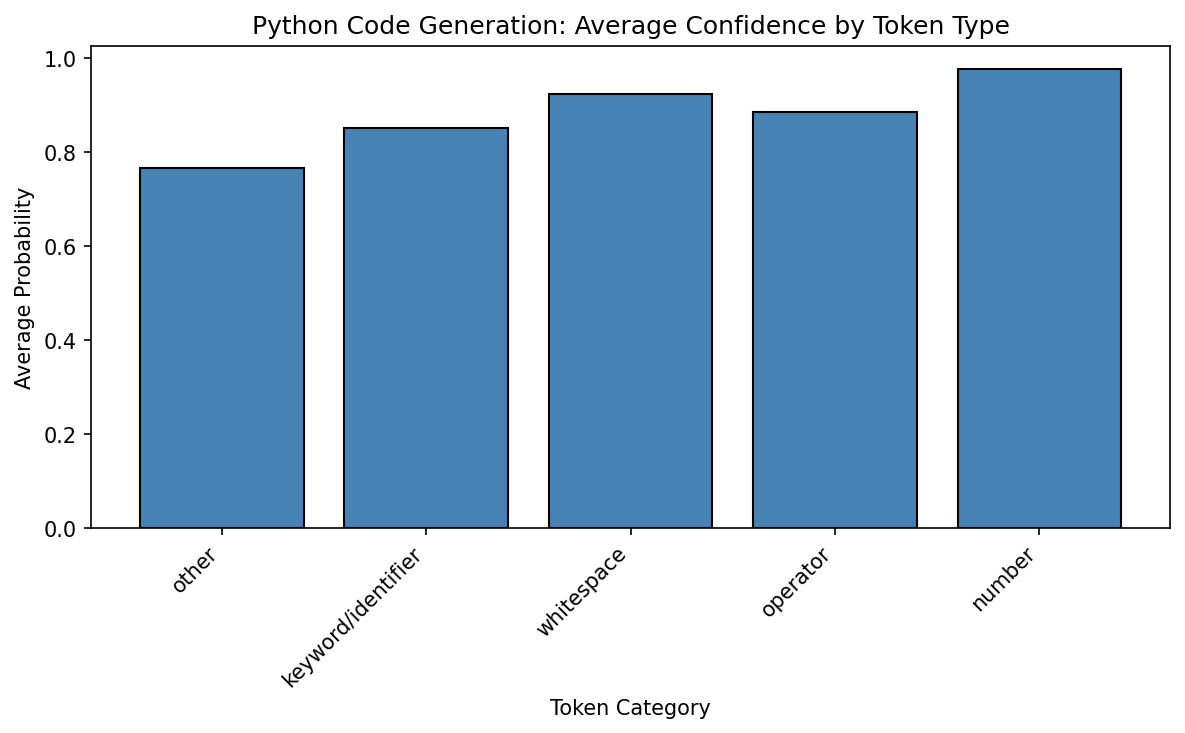 Python Code Generation: Average Confidence by Token Type
Average Probability
1.0
0.8
0.6
0.4
0.2
0.0
other
keyword/identifier
whitespace
operator
number
Token Category